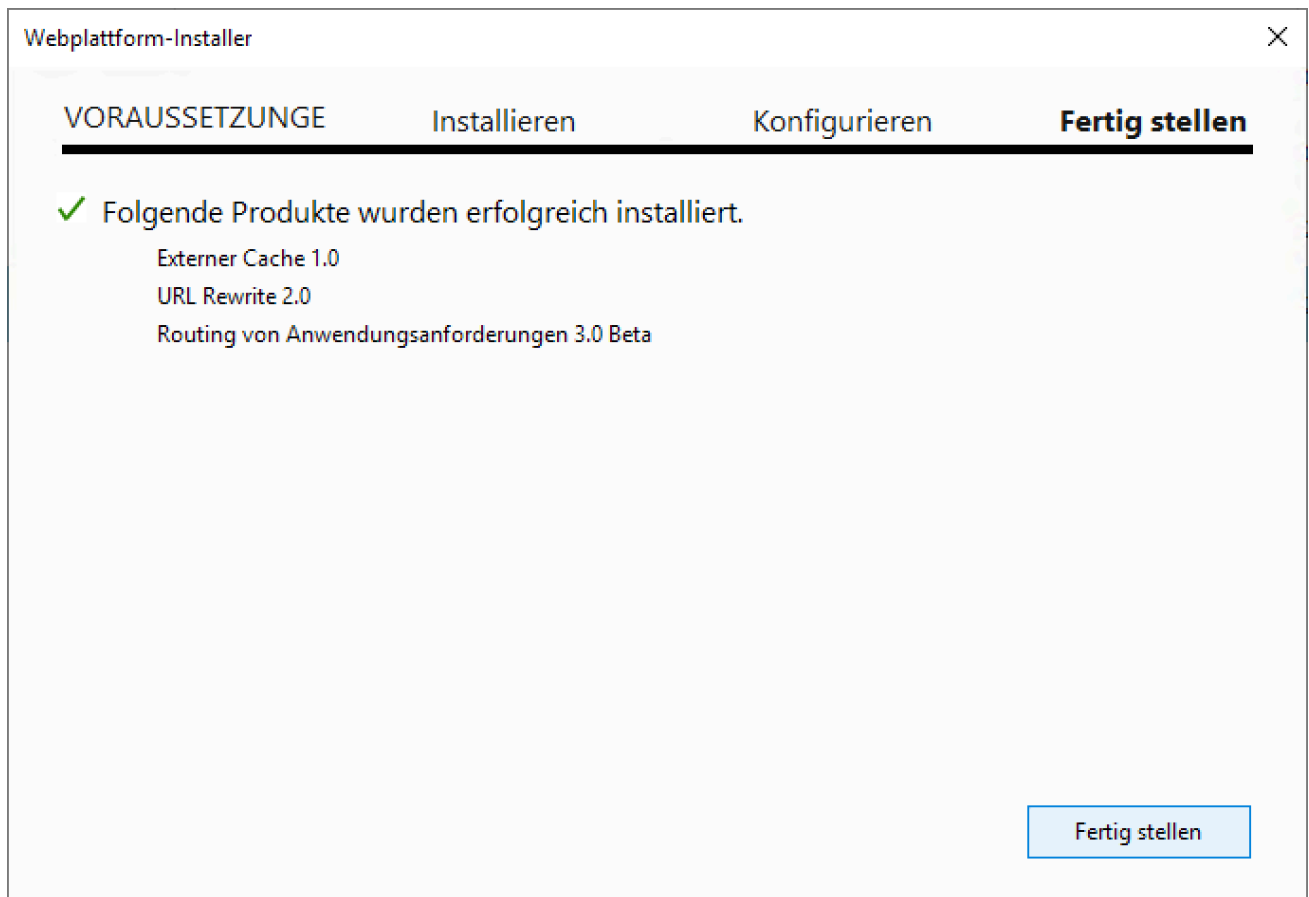 Webplattform-Installer
VORAUSSETZUNGE Installieren Konfigurieren Fertig stellen
Folgende Produkte wurden erfolgreich installiert.
Externer Cache 1.0
URL Rewrite 2.0
Routing von Anwendungsanforderungen 3.0 Beta
Fertig stellen